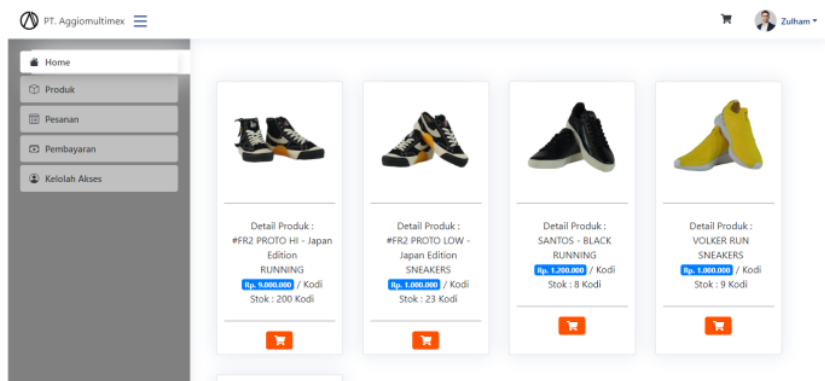 PT. Aggiomultimex
Zulham
Home
Produk
Pesanan
Pembayaran
Kelolah Akses
Detail Produk :
#FR2 PROTO HI - Japan
Edition
RUNNING
Rp. 9.000.000 / Kodi
Stok : 200 Kodi
Detail Produk :
#FR2 PROTO LOW -
Japan Edition
SNEAKERS
Rp. 1.000.000 / Kodi
Stok : 23 Kodi
Detail Produk :
SANTOS - BLACK
RUNNING
Rp. 1.200.000 / Kodi
Stok : 8 Kodi
Detail Produk :
VOLKER RUN
SNEAKERS
Rp. 1.000.000 / Kodi
Stok : 9 Kodi